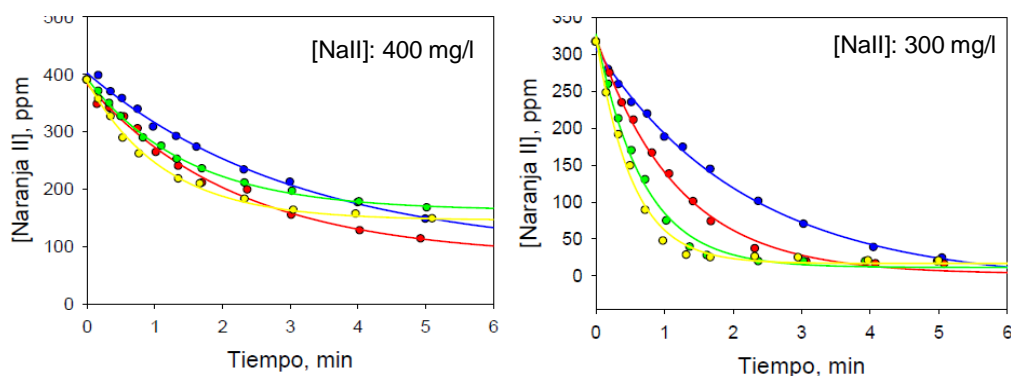 [NaII]: 400 mg/l
[Naranja II], ppm
500
400
300
200
100
0
0 1 2 3 4 5 6
Tiempo, min
[NaII]: 300 mg/l
[Naranja II], ppm
350
300
250
200
150
100
50
0
0 1 2 3 4 5 6
Tiempo, min